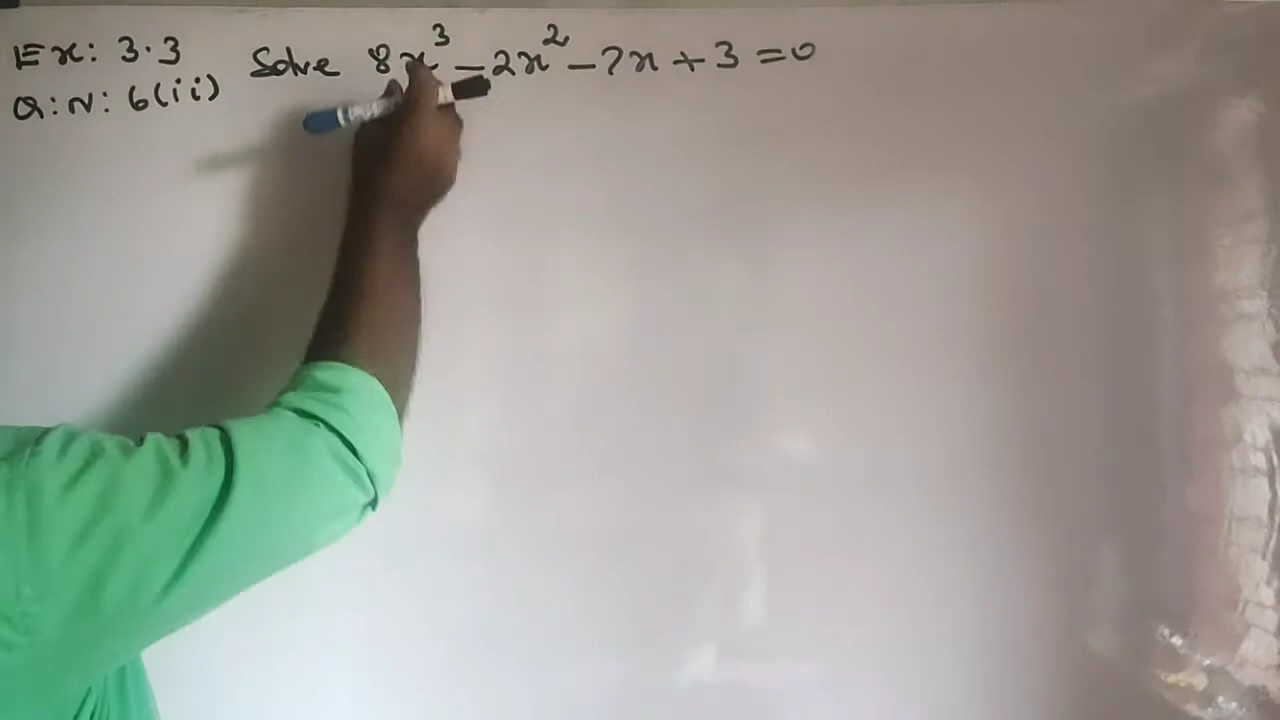 Ex: 3.3 Solve 8x³ - 2x² - 7x + 3 = 0
Q:N: 6(ii)